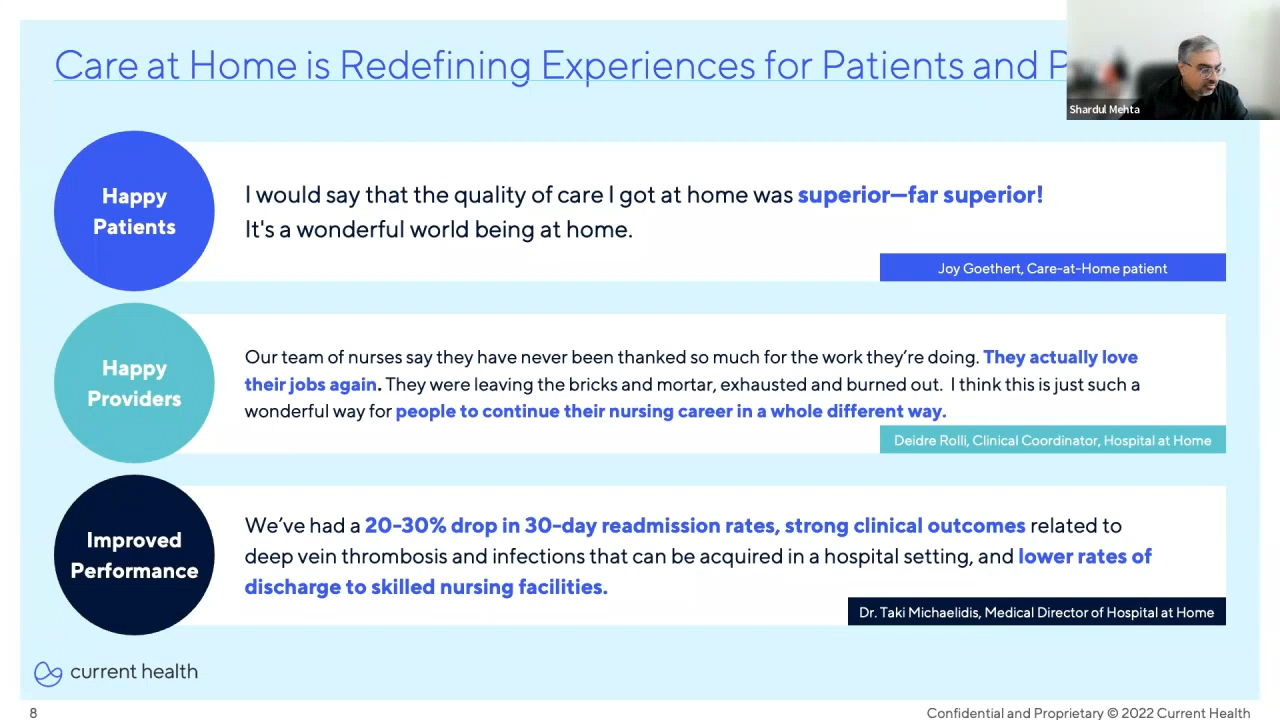 Care at Home is Redefining Experiences for Patients and P
Shardul Mehta
Happy
Patients
I would say that the quality of care I got at home was superior—far superior!
It's a wonderful world being at home.
Joy Goethert, Care-at-Home patient
Happy
Providers
Our team of nurses say they have never been thanked so much for the work they're doing. They actually love
their jobs again. They were leaving the bricks and mortar, exhausted and burned out. I think this is just such a
wonderful way for people to continue their nursing career in a whole different way.
Deidre Rolli, Clinical Coordinator, Hospital at Home
Improved
Performance
We've had a 20-30% drop in 30-day readmission rates, strong clinical outcomes related to
deep vein thrombosis and infections that can be acquired in a hospital setting, and lower rates of
discharge to skilled nursing facilities.
Dr. Taki Michaelidis, Medical Director of Hospital at Home
current health
8
Confidential and Proprietary © 2022 Current Health